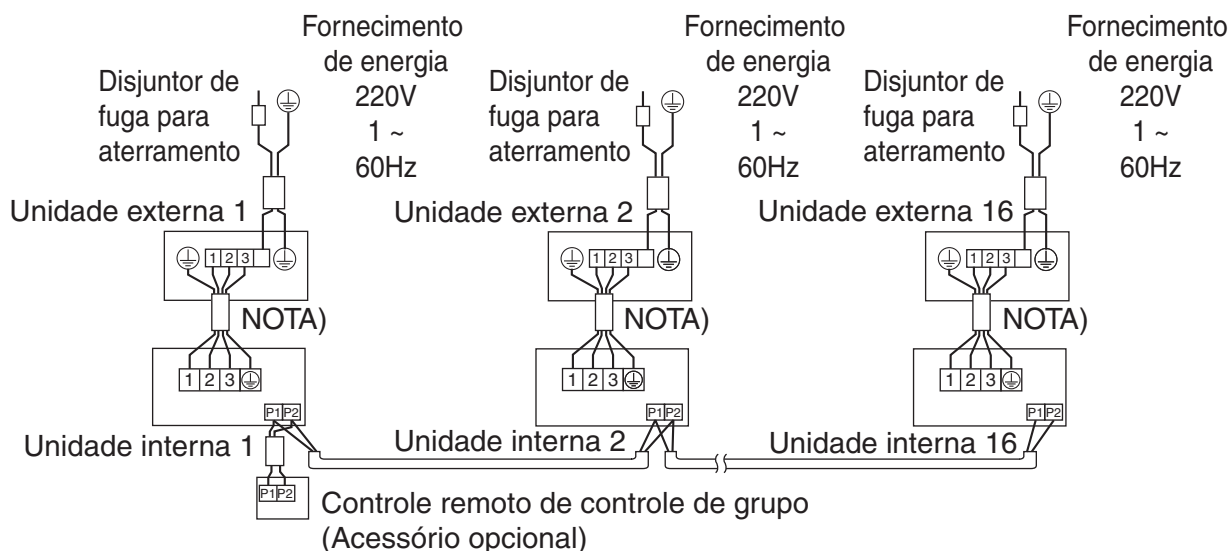 Fornecimento
de energia
220V
1 ~
60Hz
Disjuntor de
fuga para
aterramento
Fornecimento
de energia
220V
1 ~
60Hz
Disjuntor de
fuga para
aterramento
Fornecimento
de energia
220V
1 ~
60Hz
Disjuntor de
fuga para
aterramento
Unidade externa 1
Unidade externa 2
Unidade externa 16
1 2 3
1 2 3
1 2 3
NOTA)
NOTA)
NOTA)
1 2 3
1 2 3
1 2 3
P1 P2
P1 P2
P1 P2
Unidade interna 1
Unidade interna 2
Unidade interna 16
P1 P2
Controle remoto de controle de grupo
(Acessório opcional)